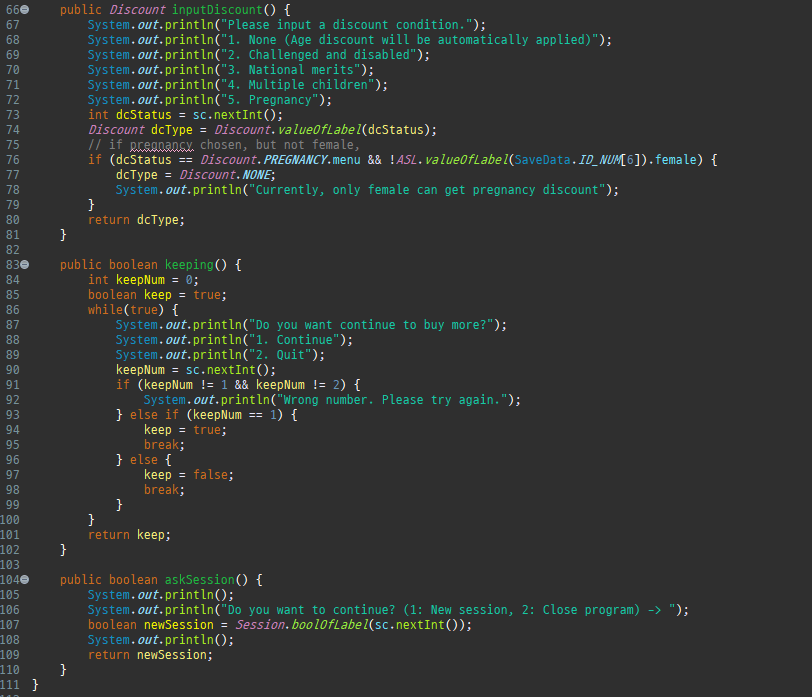 66 public Discount inputDiscount() {
67 System.out.println("Please input a discount condition.");
68 System.out.println("1. None (Age discount will be automatically applied)");
69 System.out.println("2. Challenged and disabled");
70 System.out.println("3. National merits");
71 System.out.println("4. Multiple children");
72 System.out.println("5. Pregnancy");
73 int dcStatus = sc.nextInt();
74 Discount dcType = Discount.valueOfLabel(dcStatus);
75 // if pregnancy chosen, but not female,
76 if (dcStatus == Discount.PREGNANCY.menu && !ASL.valueOfLabel(SaveData.ID_NUM[6]).female) {
77 dcType = Discount.NONE;
78 System.out.println("Currently, only female can get pregnancy discount");
79 }
80 return dcType;
81 }
82
83 public boolean keeping() {
84 int keepNum = 0;
85 boolean keep = true;
86 while(true) {
87 System.out.println("Do you want continue to buy more?");
88 System.out.println("1. Continue");
89 System.out.println("2. Quit");
90 keepNum = sc.nextInt();
91 if (keepNum != 1 && keepNum != 2) {
92 System.out.println("Wrong number. Please try again.");
93 } else if (keepNum == 1) {
94 keep = true;
95 break;
96 } else {
97 keep = false;
98 break;
99 }
100 }
101 return keep;
102 }
103
104 public boolean askSession() {
105 System.out.println();
106 System.out.println("Do you want to continue? (1: New session, 2: Close program) -> ");
107 boolean newSession = Session.boolOfLabel(sc.nextInt());
108 System.out.println();
109 return newSession;
110 }
111 }